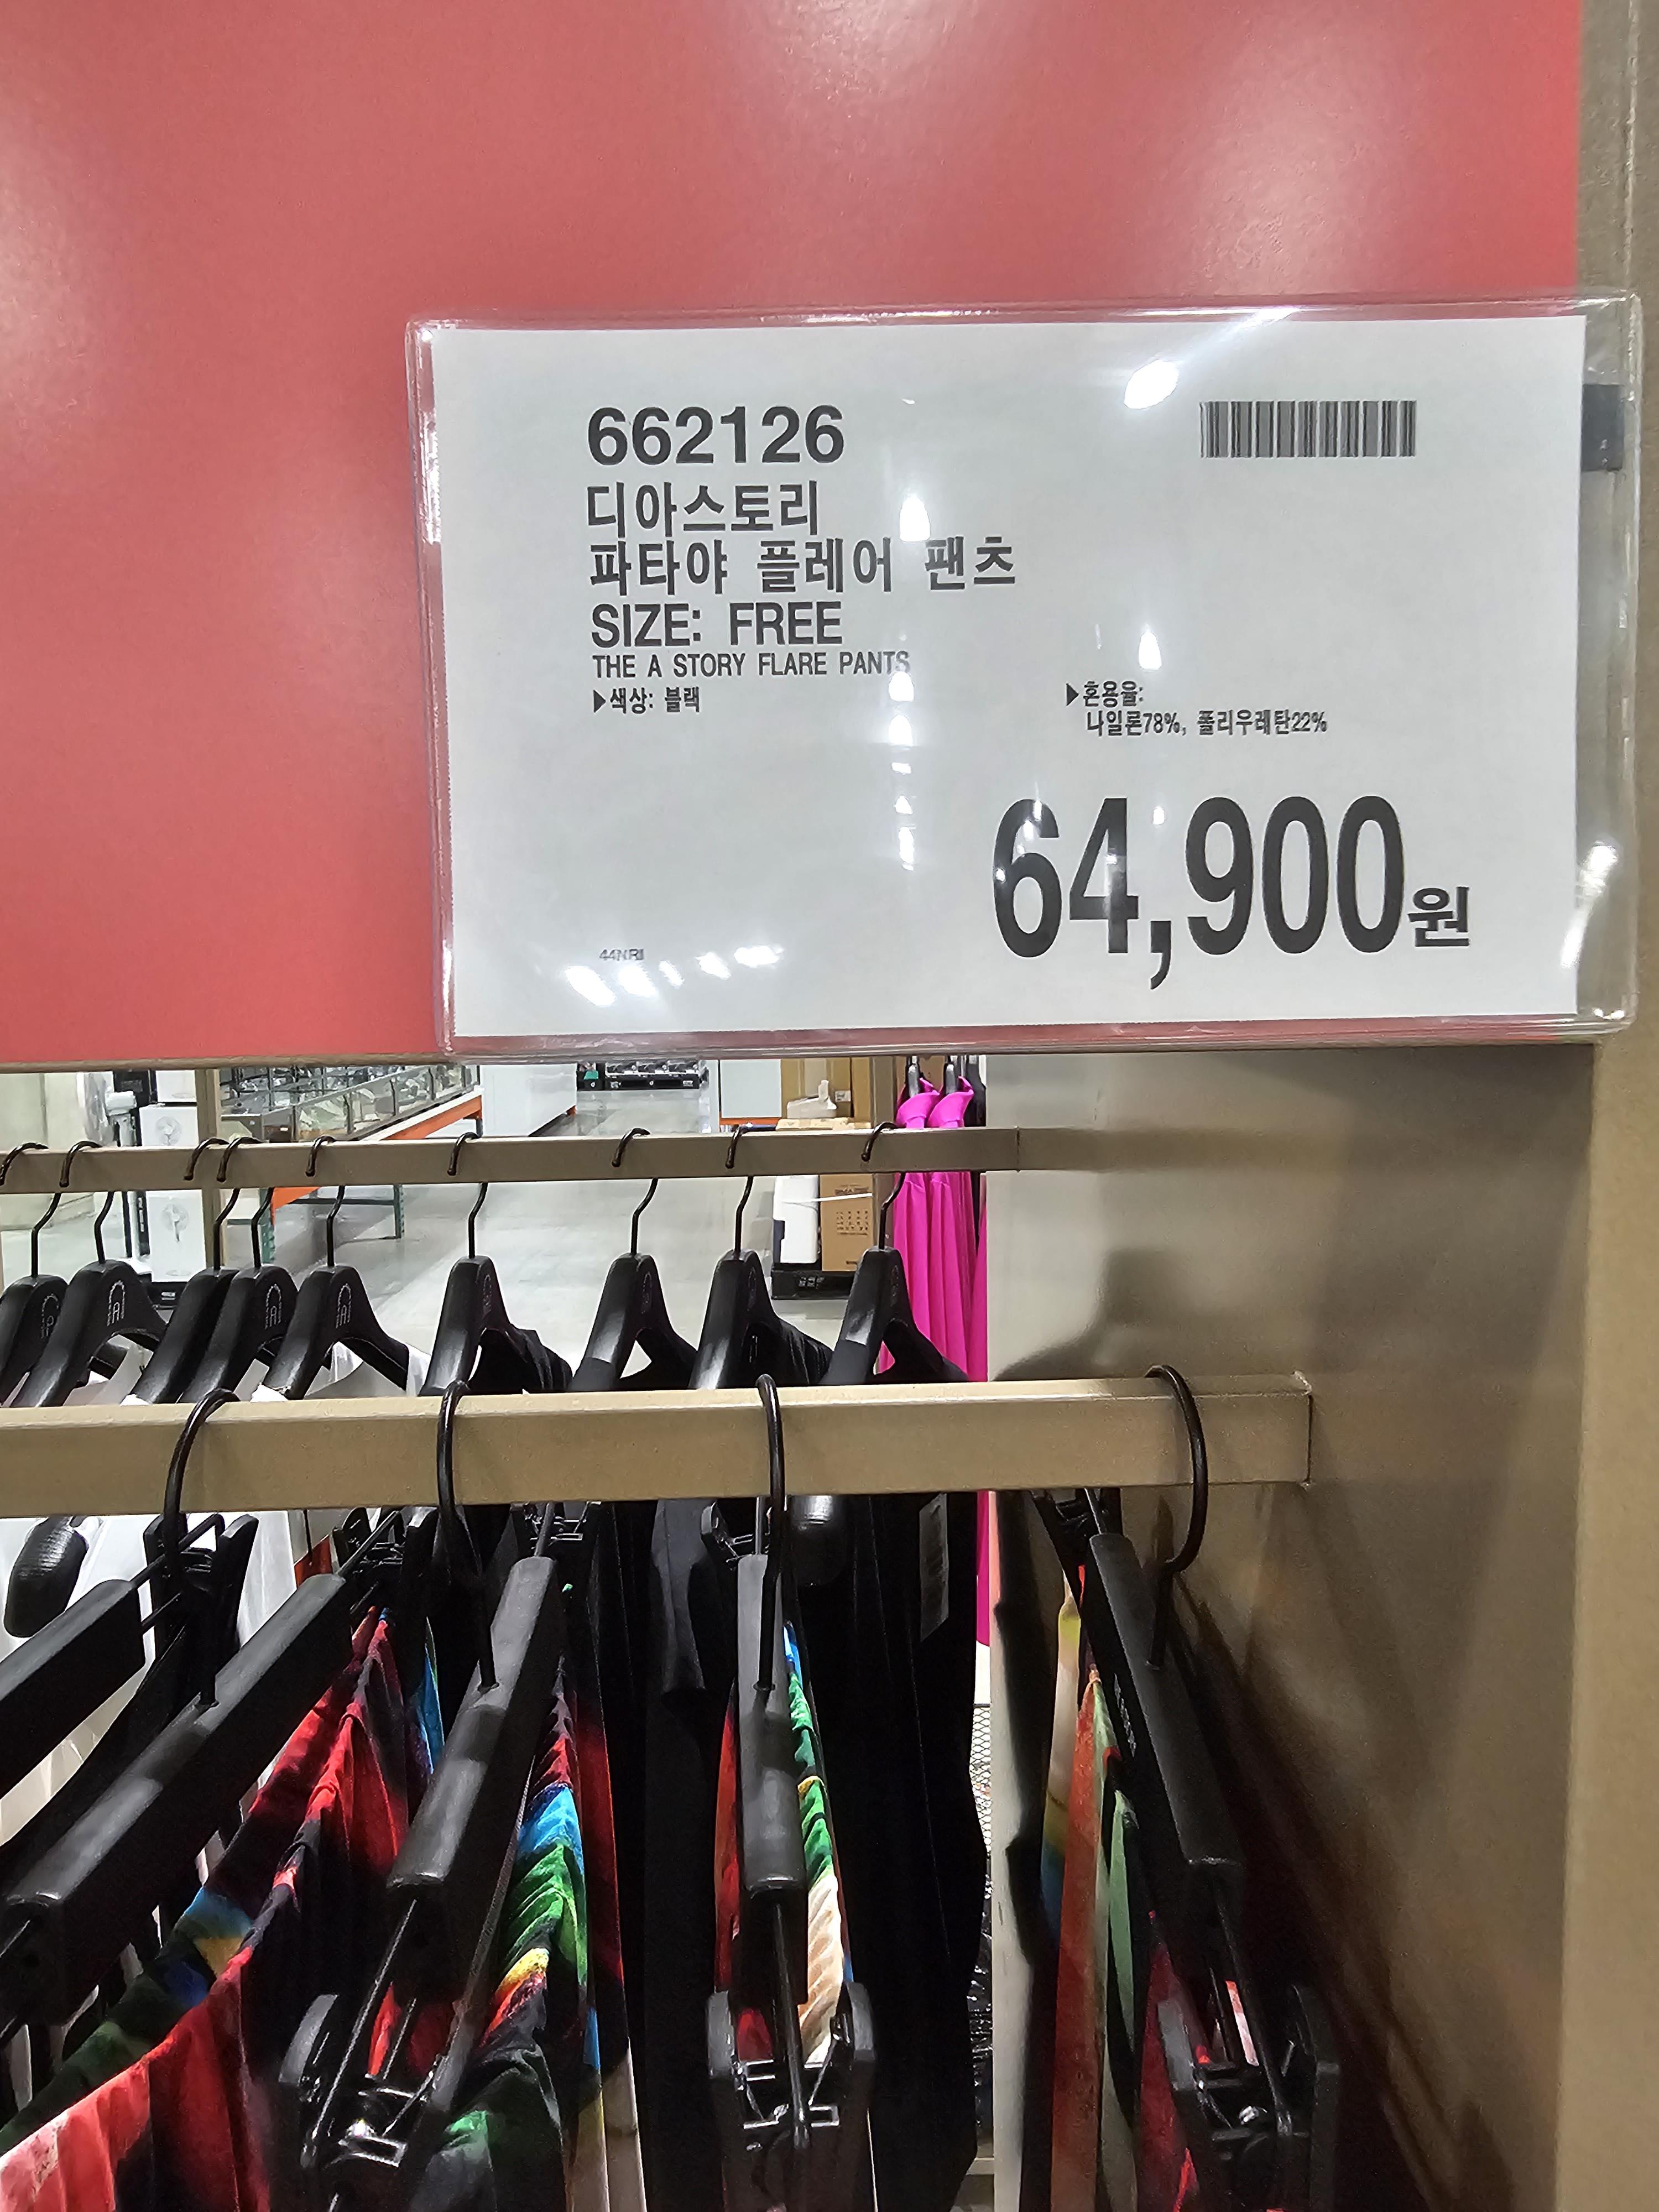 662126
디아스토리
파타야 플레어 팬츠
SIZE: FREE
THE A STORY FLARE PANTS
▶색상: 블랙
▶혼용율:
나일론78%, 폴리우레탄22%
64,900원
44NRI